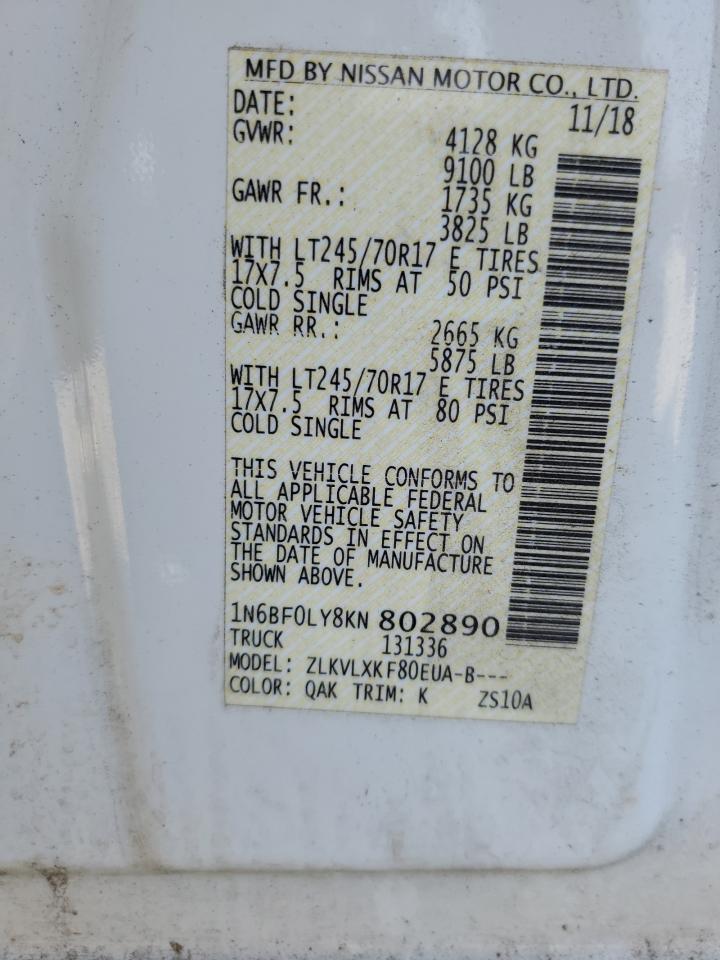 MFD BY NISSAN MOTOR CO., LTD.
DATE: 11/18
GVWR: 4128 KG
9100 LB
GAWR FR.: 1735 KG
3825 LB
WITH LT245/70R17 E TIRES
17X7.5 RIMS AT 50 PSI
COLD SINGLE
GAWR RR.: 2665 KG
5875 LB
WITH LT245/70R17 E TIRES
17X7.5 RIMS AT 80 PSI
COLD SINGLE
THIS VEHICLE CONFORMS TO
ALL APPLICABLE FEDERAL
MOTOR VEHICLE SAFETY
STANDARDS IN EFFECT ON
THE DATE OF MANUFACTURE
SHOWN ABOVE.
1N6BF0LY8KN 802890
TRUCK 131336
MODEL: ZLKVLXKF80EUA-B---
COLOR: QAK TRIM: K ZS10A